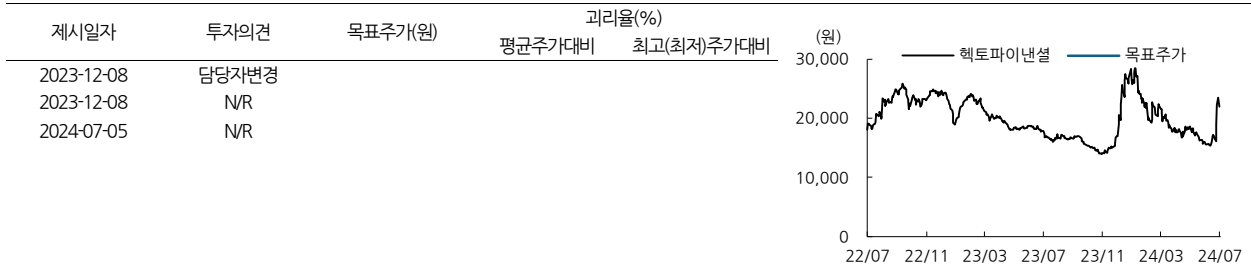 제시일자 투자의견 목표주가(원) 괴리율(%)
평균주가대비 최고(최저)주가대비
2023-12-08 담당자변경
2023-12-08 N/R
2024-07-05 N/R
(원)
헥토파이낸셜 목표주가
30,000
20,000
10,000
0
22/07 22/11 23/03 23/07 23/11 24/03 24/07